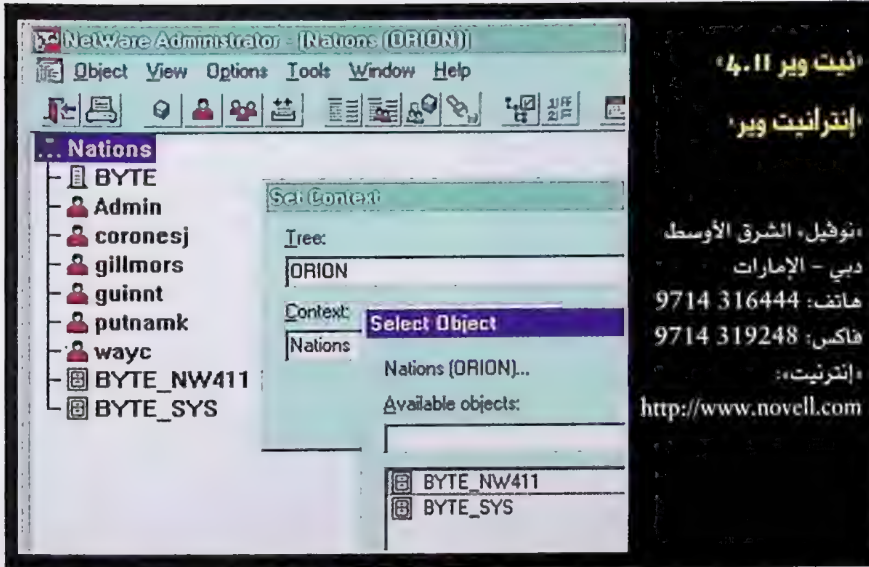 NetWare Administrator - [Nations (ORION)]
Object View Options Tools Window Help
Nations
BYTE
Admin
coronesj
gillmors
guinnt
putnamk
wayc
BYTE_NW411
BYTE_SYS
Set Context
Tree:
ORION
Context:
Nations
Select Object
Nations (ORION)...
Available objects:
BYTE_NW411
BYTE_SYS
«نيت وير 4.11»
«إنترانيت وير»
«نوفيل» الشرق الأوسط
دبي - الإمارات
هاتف: 316444 9714
فاكس: 319248 9714
«إنترنيت»:
http://www.novell.com